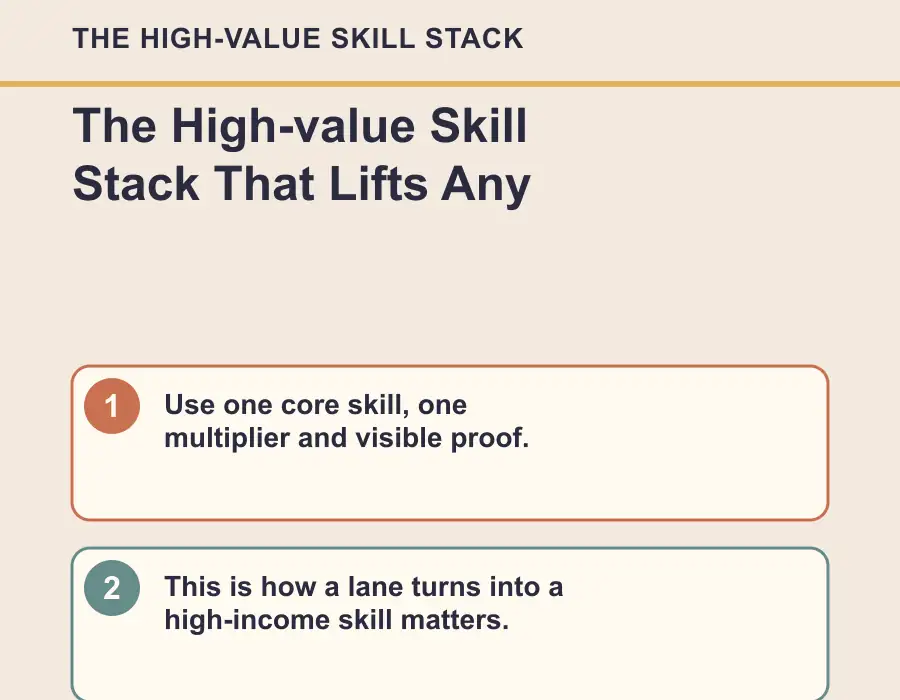 THE HIGH-VALUE SKILL STACK
The High-value Skill
Stack That Lifts Any
1
Use one core skill, one
multiplier and visible proof.
2
This is how a lane turns into a
high-income skill matters.